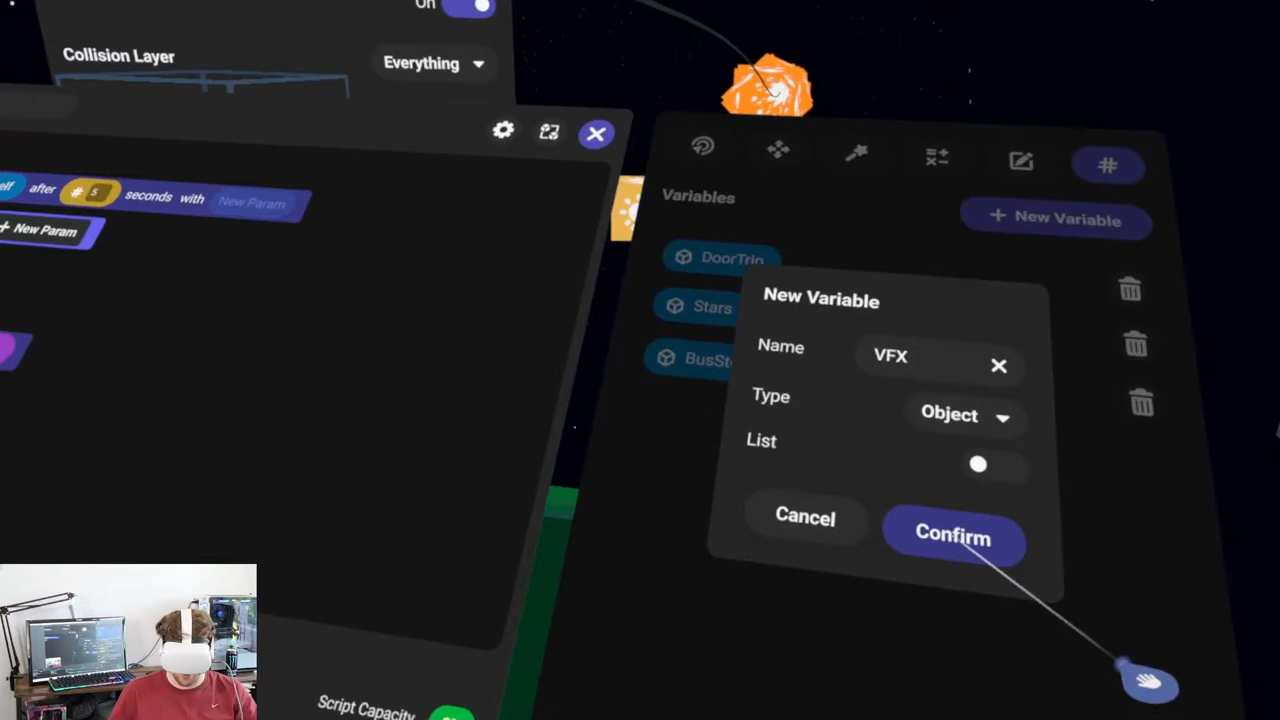 On
Collision Layer
Everything
after # 5 seconds with New Param
+ New Param
Variables
+ New Variable
Stars
New Variable
Name
VFX
Type
Object
List
Cancel
Confirm
Script Capacity
#